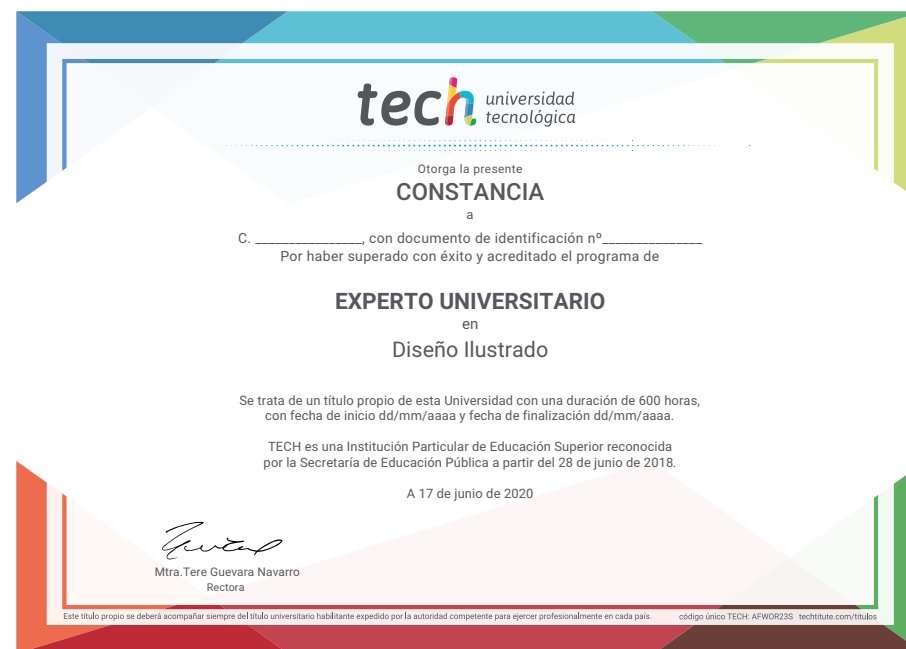 tech universidad
tecnológica
Otorga la presente
CONSTANCIA
a
C. ________________, con documento de identificación nº_______________
Por haber superado con éxito y acreditado el programa de
EXPERTO UNIVERSITARIO
en
Diseño Ilustrado
Se trata de un título propio de esta Universidad con una duración de 600 horas,
con fecha de inicio dd/mm/aaaa y fecha de finalización dd/mm/aaaa.
TECH es una Institución Particular de Educación Superior reconocida
por la Secretaría de Educación Pública a partir del 28 de junio de 2018.
A 17 de junio de 2020
Mtra.Tere Guevara Navarro
Rectora
Este título propio se deberá acompañar siempre del título universitario habilitante expedido por la autoridad competente para ejercer profesionalmente en cada país. código único TECH: AFWOR23S techtitute.com/titulos